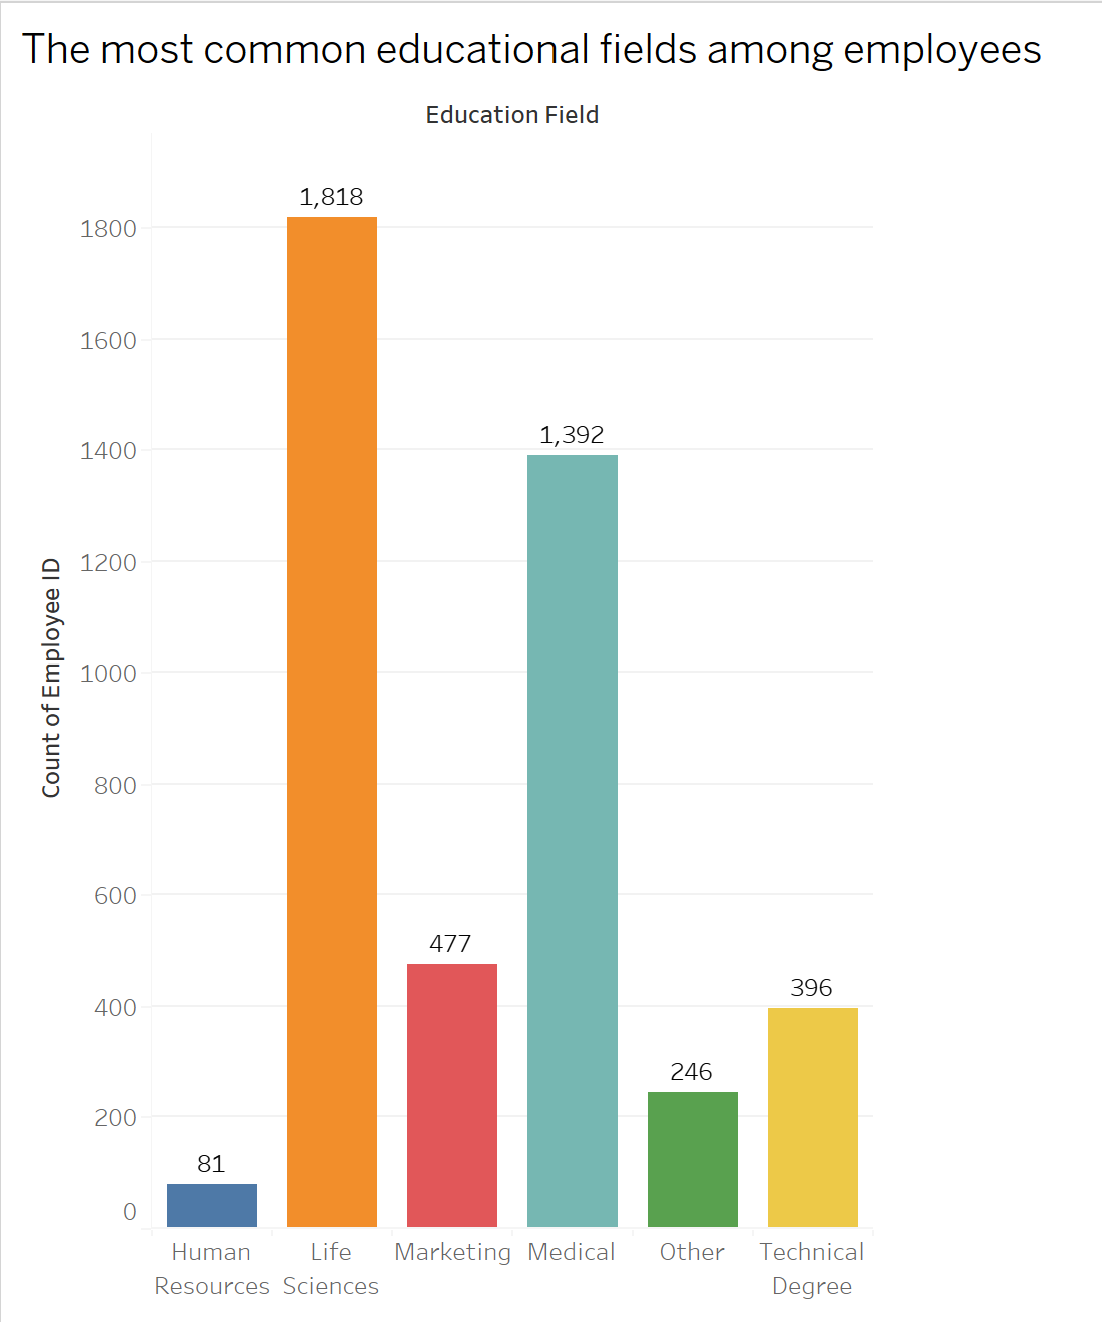 The most common educational fields among employees
Education Field
Count of Employee ID
1800
1600
1400
1200
1000
800
600
400
200
0
81
1,818
477
1,392
246
396
Human Resources
Life Sciences
Marketing
Medical
Other
Technical Degree